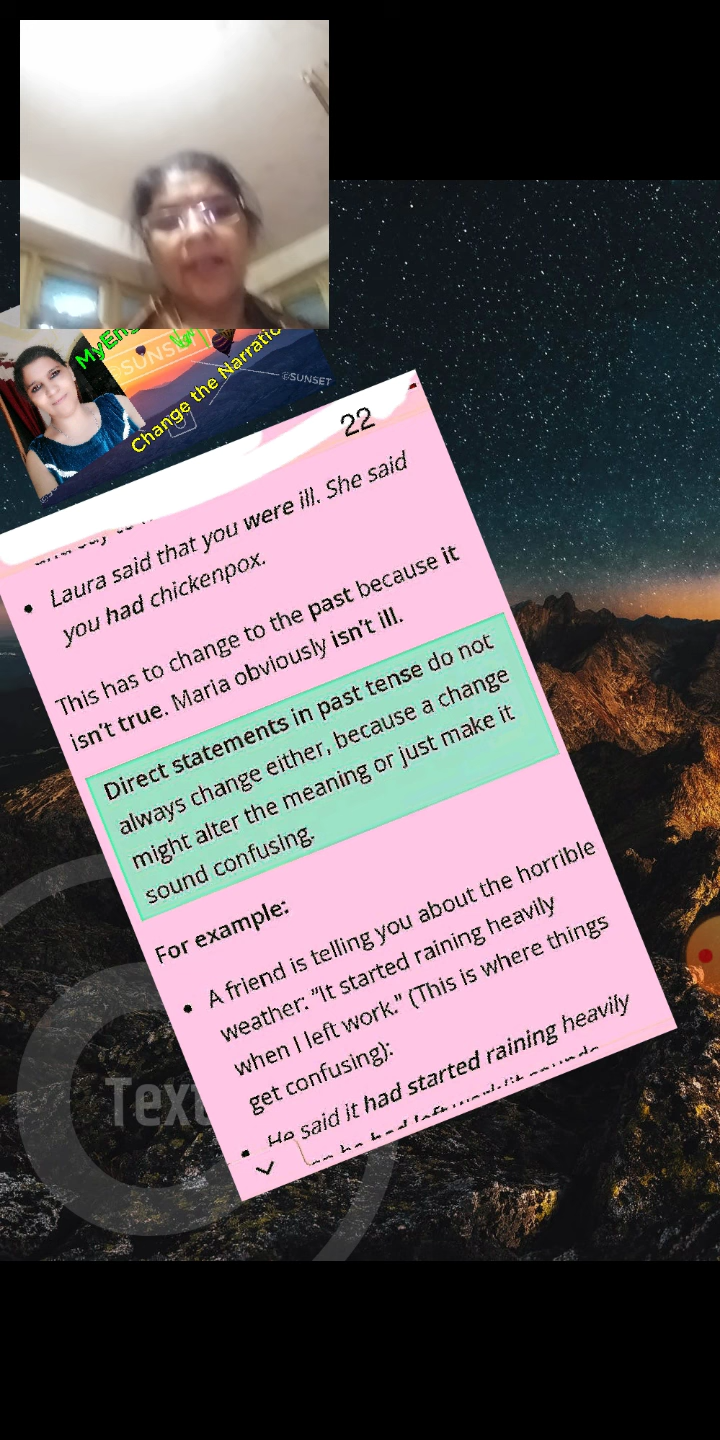 MyEng
SUNSET
@SUNSET
Change the Narratio
22
Laura said that you were ill. She said
you had chickenpox.
This has to change to the past because it
isn't true. Maria obviously isn't ill.
Direct statements in past tense do not
always change either, because a change
might alter the meaning or just make it
sound confusing.
For example:
A friend is telling you about the horrible
weather: "It started raining heavily
when I left work." (This is where things
get confusing):
He said it had started raining heavily
Text